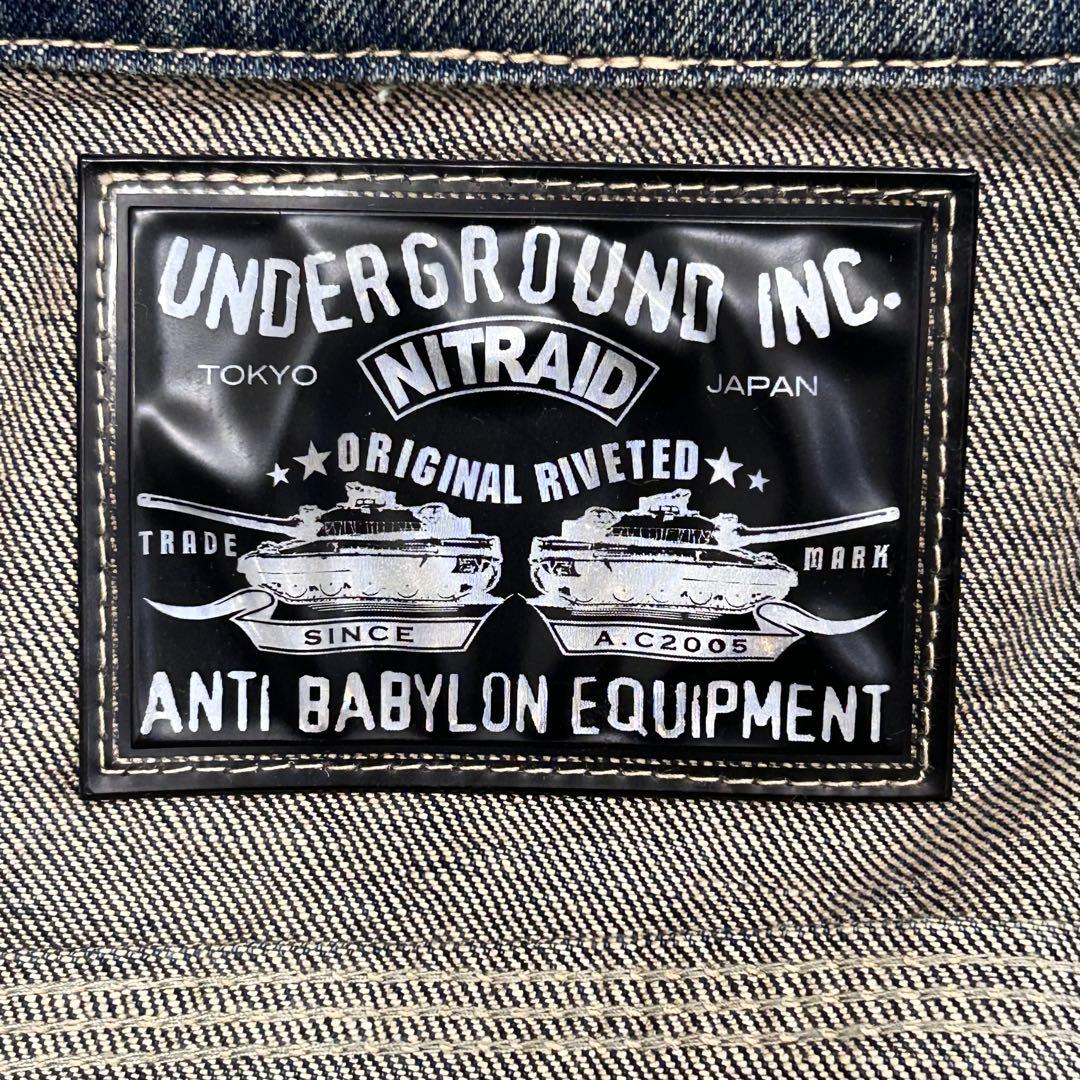 UNDERGROUND INC.
TOKYO NITRAID JAPAN
ORIGINAL RIVETED
TRADE MARK
SINCE A.C2005
ANTI BABYLON EQUIPMENT